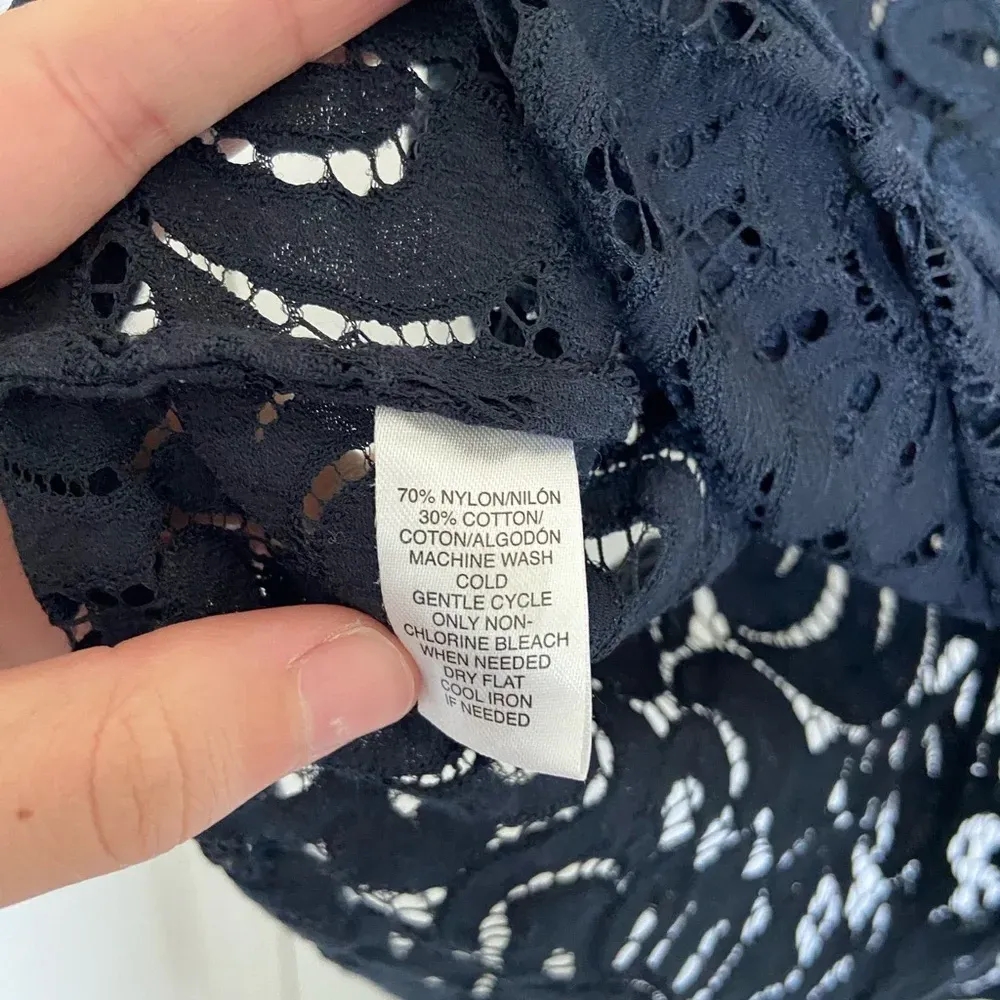 70% NYLON/NILÓN
30% COTTON/
COTON/ALGODÓN
MACHINE WASH
COLD
GENTLE CYCLE
ONLY NON-
CHLORINE BLEACH
WHEN NEEDED
DRY FLAT
COOL IRON
IF NEEDED